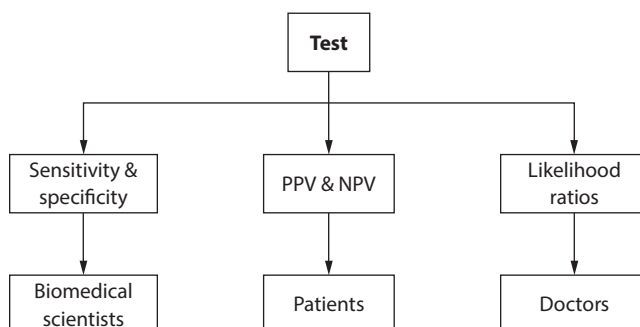 Test
Sensitivity &
specificity
PPV & NPV
Likelihood
ratios
Biomedical
scientists
Patients
Doctors